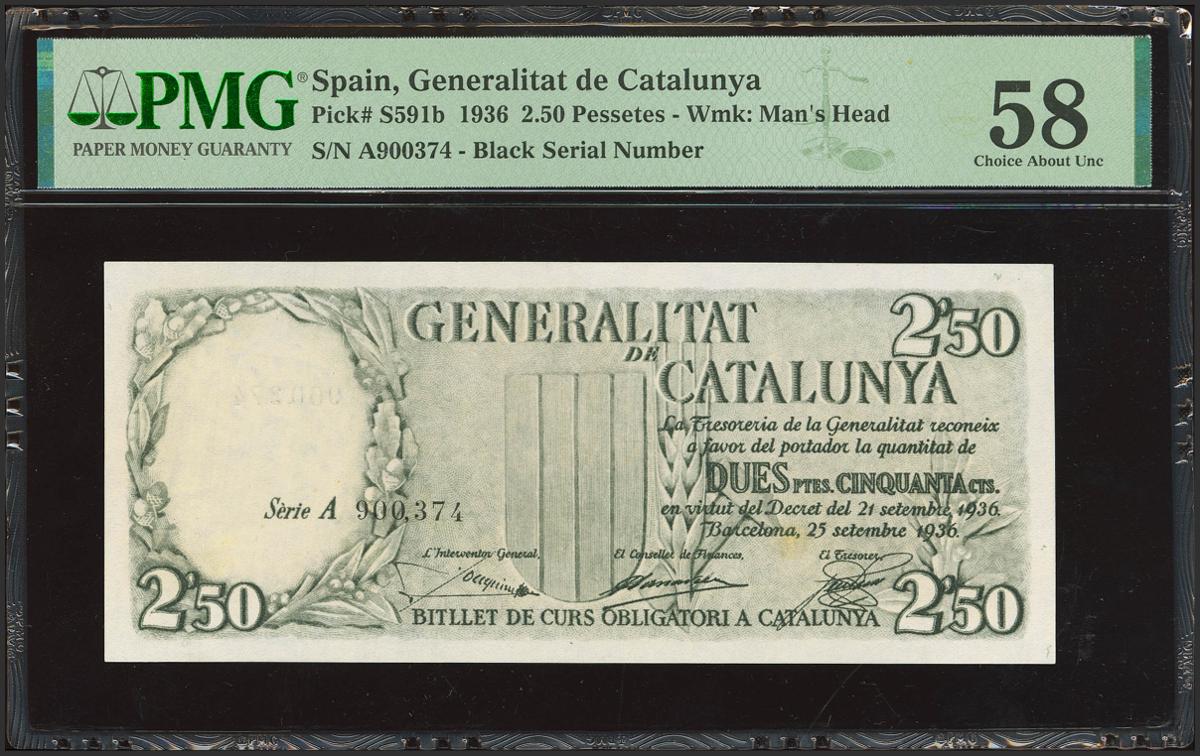 PMG
PMG®
PAPER MONEY GUARANTY
Spain, Generalitat de Catalunya
Pick# S591b 1936 2.50 Pessetes - Wmk: Man's Head
S/N A900374 - Black Serial Number
58
Choice About Unc
GENERALITAT
DE
CATALUNYA
2'50
La Tresoreria de la Generalitat reconeix
a favor del portador la quantitat de
DUES PTES. CINQUANTA CTS.
en virtut del Decret del 21 setembre, 1936.
Barcelona, 25 setembre 1936.
Sèrie A 900,374
L'Interventor General,
El Conseller de Finances,
El Tresorer,
2'50
BITLLET DE CURS OBLIGATORI A CATALUNYA
2'50